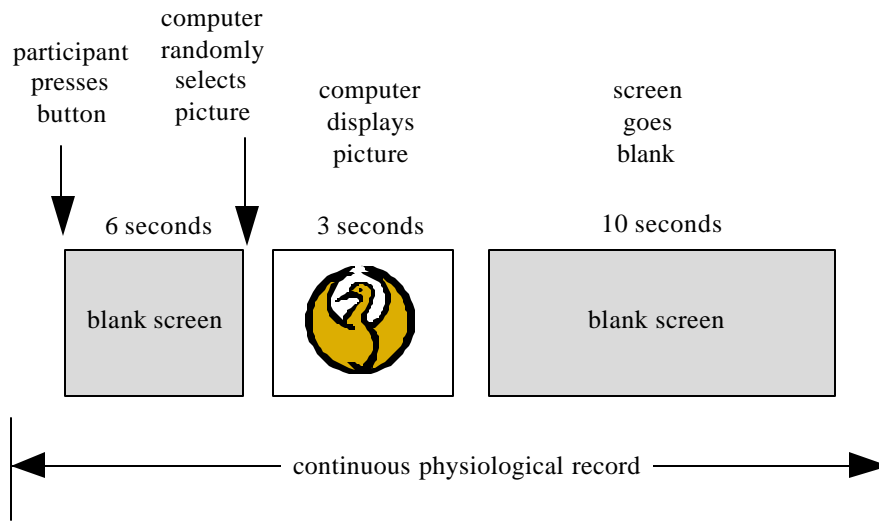 participant
presses
button
computer
randomly
selects
picture
computer
displays
picture
screen
goes
blank
6 seconds
3 seconds
10 seconds
blank screen
blank screen
continuous physiological record